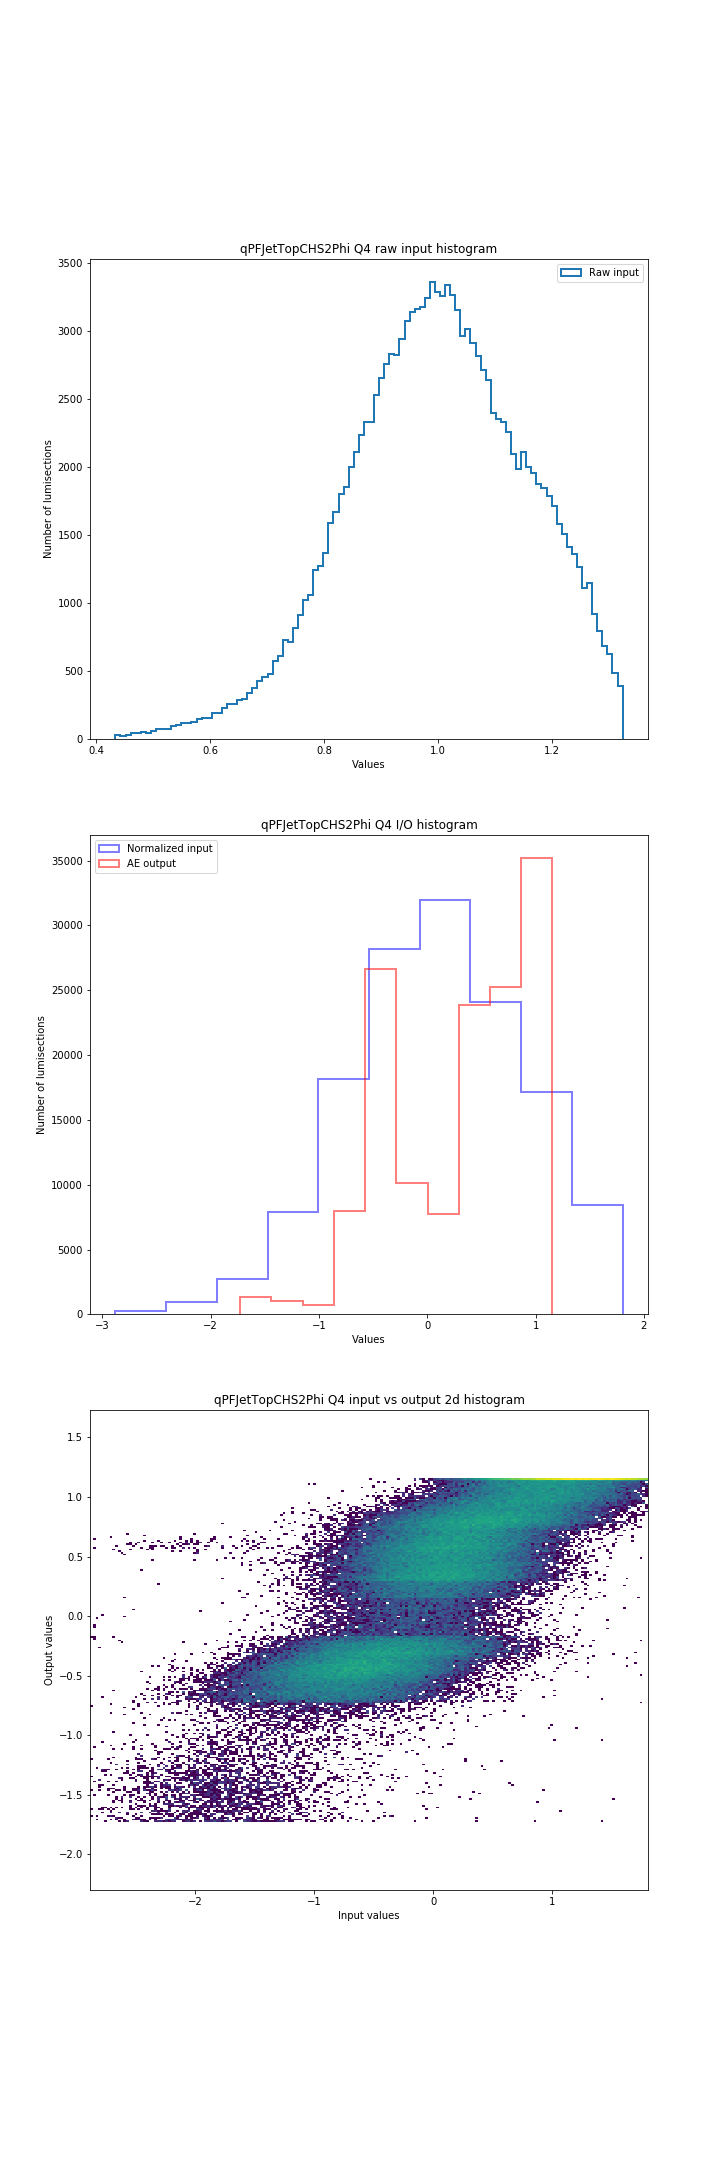 qPFJetTopCHS2Phi Q4 raw input histogram
3500
3000
2500
2000
1500
1000
500
0
Number of lumisections
Raw input
0.4 0.6 0.8 1.0 1.2
Values
qPFJetTopCHS2Phi Q4 I/O histogram
35000
30000
25000
20000
15000
10000
5000
0
Number of lumisections
Normalized input
AE output
−3 −2 −1 0 1 2
Values
qPFJetTopCHS2Phi Q4 input vs output 2d histogram
1.5
1.0
0.5
0.0
−0.5
−1.0
−1.5
−2.0
Output values
−2 −1 0 1
Input values